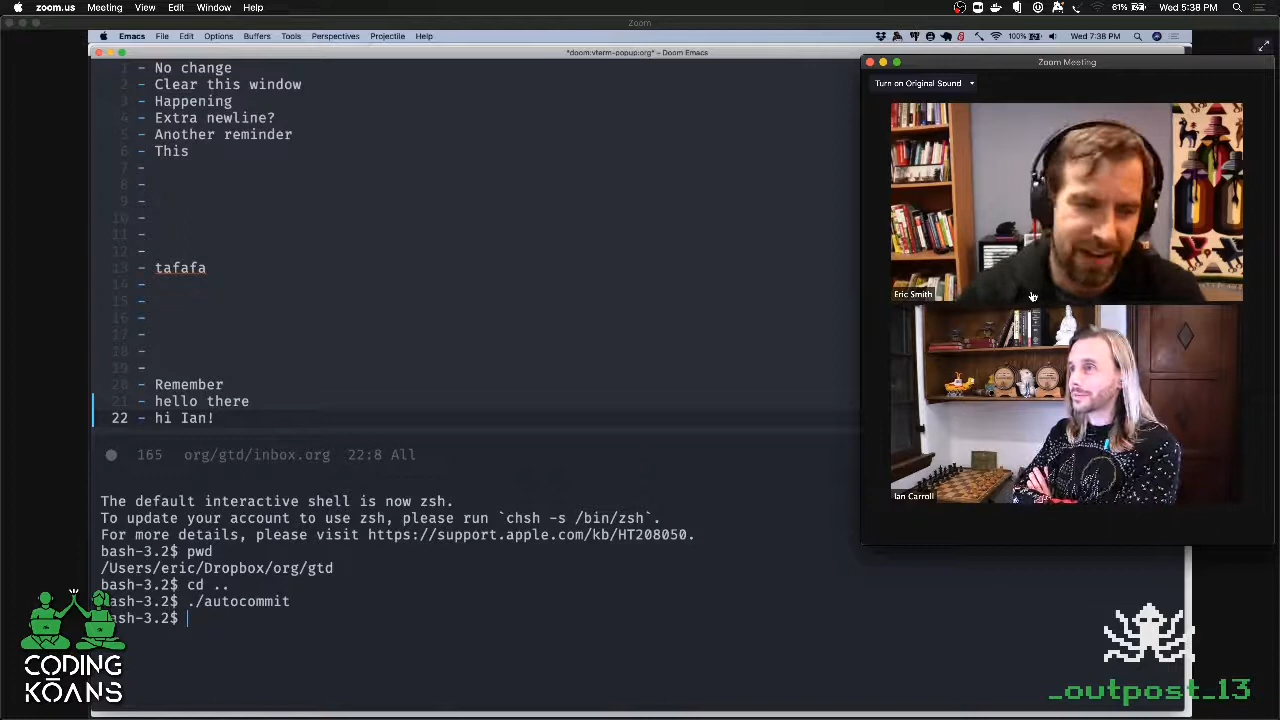 zoom.us Meeting View Edit Window Help 61% Wed 5:38 PM
Zoom
Emacs File Edit Options Buffers Tools Perspectives Projectile Help 100% Wed 7:38 PM
*doom:vterm-popup:org* – Doom Emacs
Zoom Meeting
Turn on Original Sound
1 - No change
2 - Clear this window
3 - Happening
4 - Extra newline?
5 - Another reminder
6 - This
7 -
8 -
9 -
10 -
11 -
12 -
13 - tafafa
14 -
15 -
16 -
17 -
18 -
19 -
20 - Remember
21 - hello there
22 - hi Ian!
Eric Smith
Ian Carroll
165 org/gtd/inbox.org 22:8 All
The default interactive shell is now zsh.
To update your account to use zsh, please run `chsh -s /bin/zsh`.
For more details, please visit https://support.apple.com/kb/HT208050.
bash-3.2$ pwd
/Users/eric/Dropbox/org/gtd
bash-3.2$ cd ..
bash-3.2$ ./autocommit
bash-3.2$
CODING
KOANS
_outpost_13